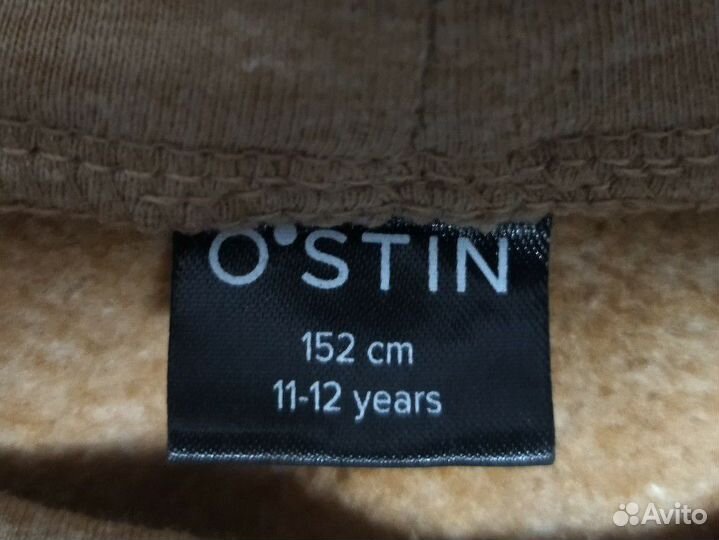 O'STIN
152 cm
11-12 years
Avito